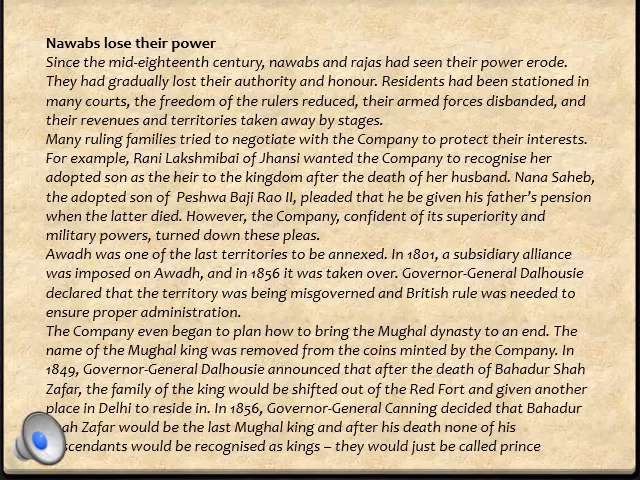 Nawabs lose their power
Since the mid-eighteenth century, nawabs and rajas had seen their power erode.
They had gradually lost their authority and honour. Residents had been stationed in
many courts, the freedom of the rulers reduced, their armed forces disbanded, and
their revenues and territories taken away by stages.
Many ruling families tried to negotiate with the Company to protect their interests.
For example, Rani Lakshmibai of Jhansi wanted the Company to recognise her
adopted son as the heir to the kingdom after the death of her husband. Nana Saheb,
the adopted son of Peshwa Baji Rao II, pleaded that he be given his father's pension
when the latter died. However, the Company, confident of its superiority and
military powers, turned down these pleas.
Awadh was one of the last territories to be annexed. In 1801, a subsidiary alliance
was imposed on Awadh, and in 1856 it was taken over. Governor-General Dalhousie
declared that the territory was being misgoverned and British rule was needed to
ensure proper administration.
The Company even began to plan how to bring the Mughal dynasty to an end. The
name of the Mughal king was removed from the coins minted by the Company. In
1849, Governor-General Dalhousie announced that after the death of Bahadur Shah
Zafar, the family of the king would be shifted out of the Red Fort and given another
place in Delhi to reside in. In 1856, Governor-General Canning decided that Bahadur
Zafar would be the last Mughal king and after his death none of his
would be recognised as kings – they would just be called prince